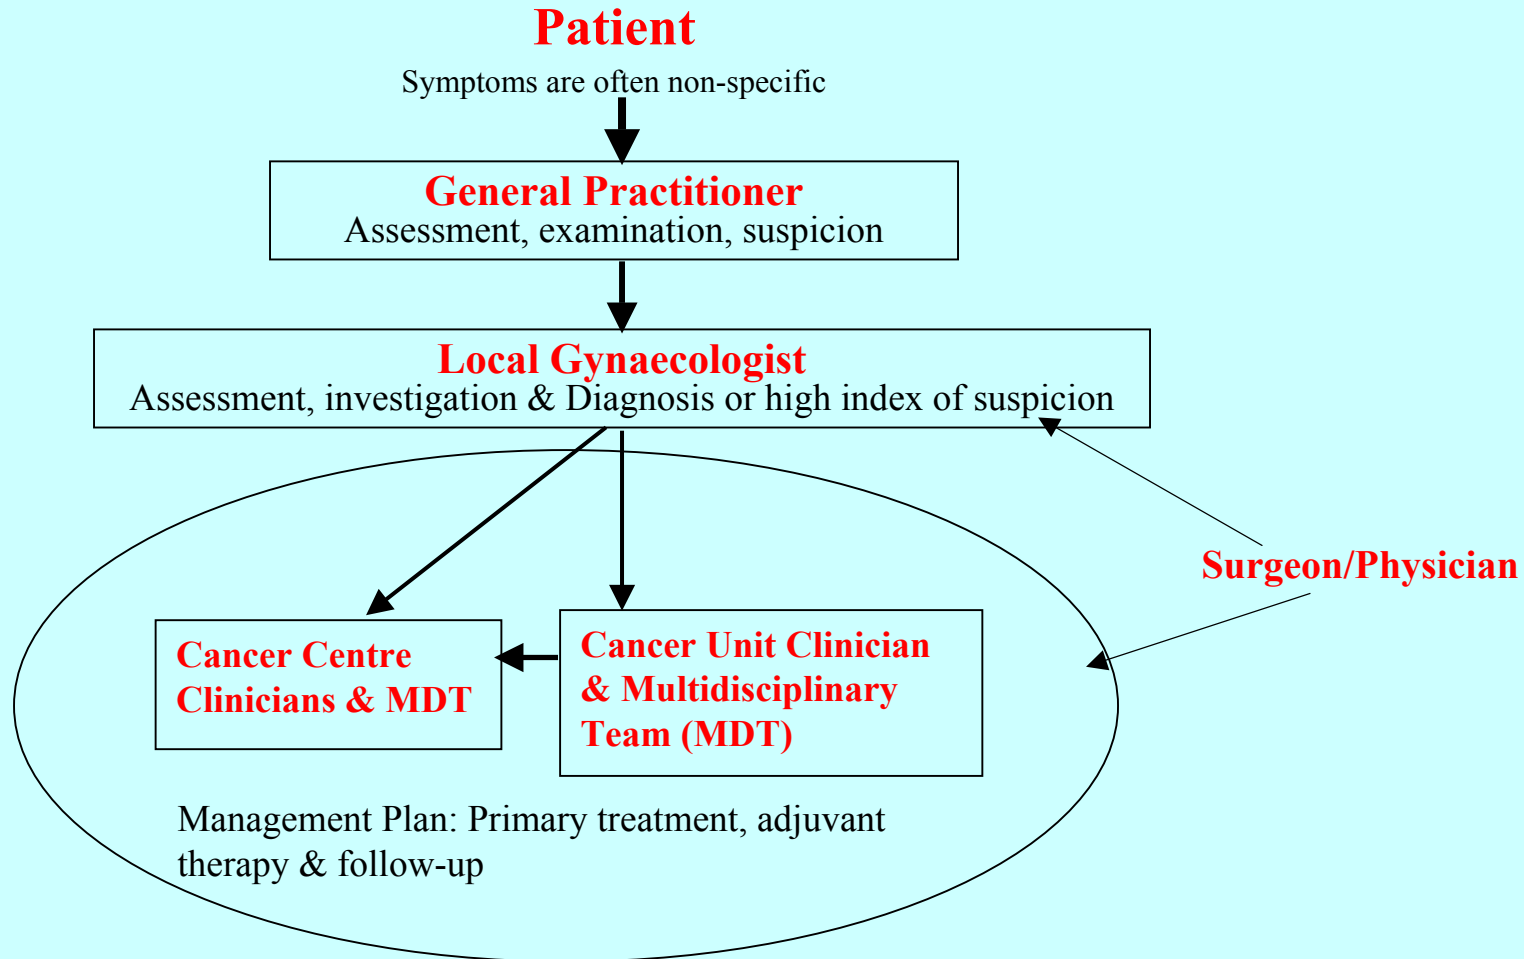 Patient
Symptoms are often non-specific
General Practitioner
Assessment, examination, suspicion
Local Gynaecologist
Assessment, investigation & Diagnosis or high index of suspicion
Surgeon/Physician
Cancer Centre
Clinicians & MDT
Cancer Unit Clinician
& Multidisciplinary
Team (MDT)
Management Plan: Primary treatment, adjuvant
therapy & follow-up